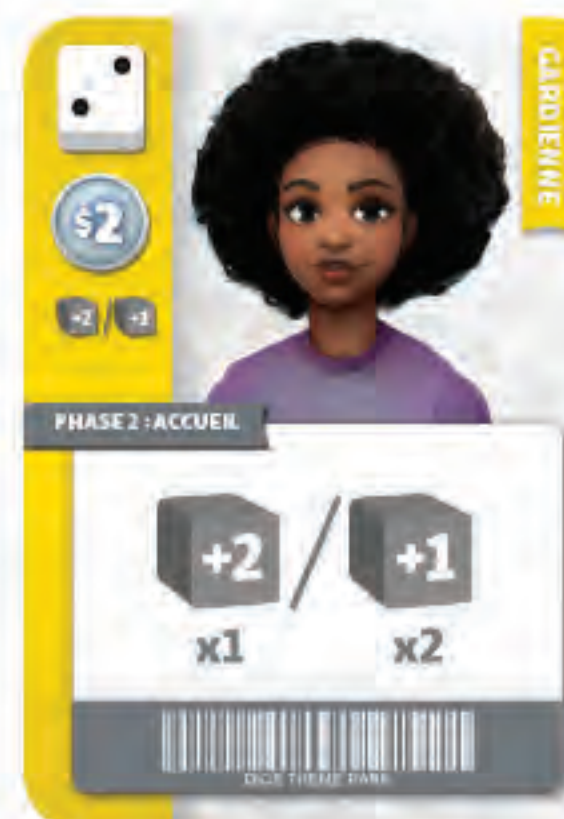 GARDIENNE
$2
+2 / +1
PHASE 2 : ACCUEIL
+2 / +1
x1 x2
DICE THEME PARK